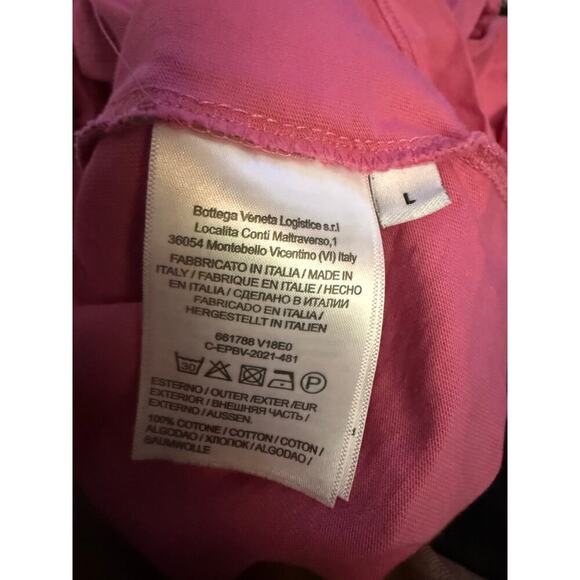 Bottega Veneta Logistice s.r.l
Localita Conti Maltraverso,1
36054 Montebello Vicentino (VI) Italy
FABBRICATO IN ITALIA / MADE IN
ITALY / FABRIQUE EN ITALIE / HECHO
EN ITALIA / СДЕЛАНО В ИТАЛИИ
FABRICADO EN ITALIA /
HERGESTELLT IN ITALIEN
661788 V18E0
C-EPBV-2021-481
30
P
ESTERNO / OUTER /EXTER /EUR
EXTERIOR / ВНЕШНЯЯ ЧАСТЬ /
EXTERNO / AUSSEN.
100% COTONE / COTTON / COTON /
ALGODAO / ХЛОПОК / ALGODAO /
BAUMWOLLE
L